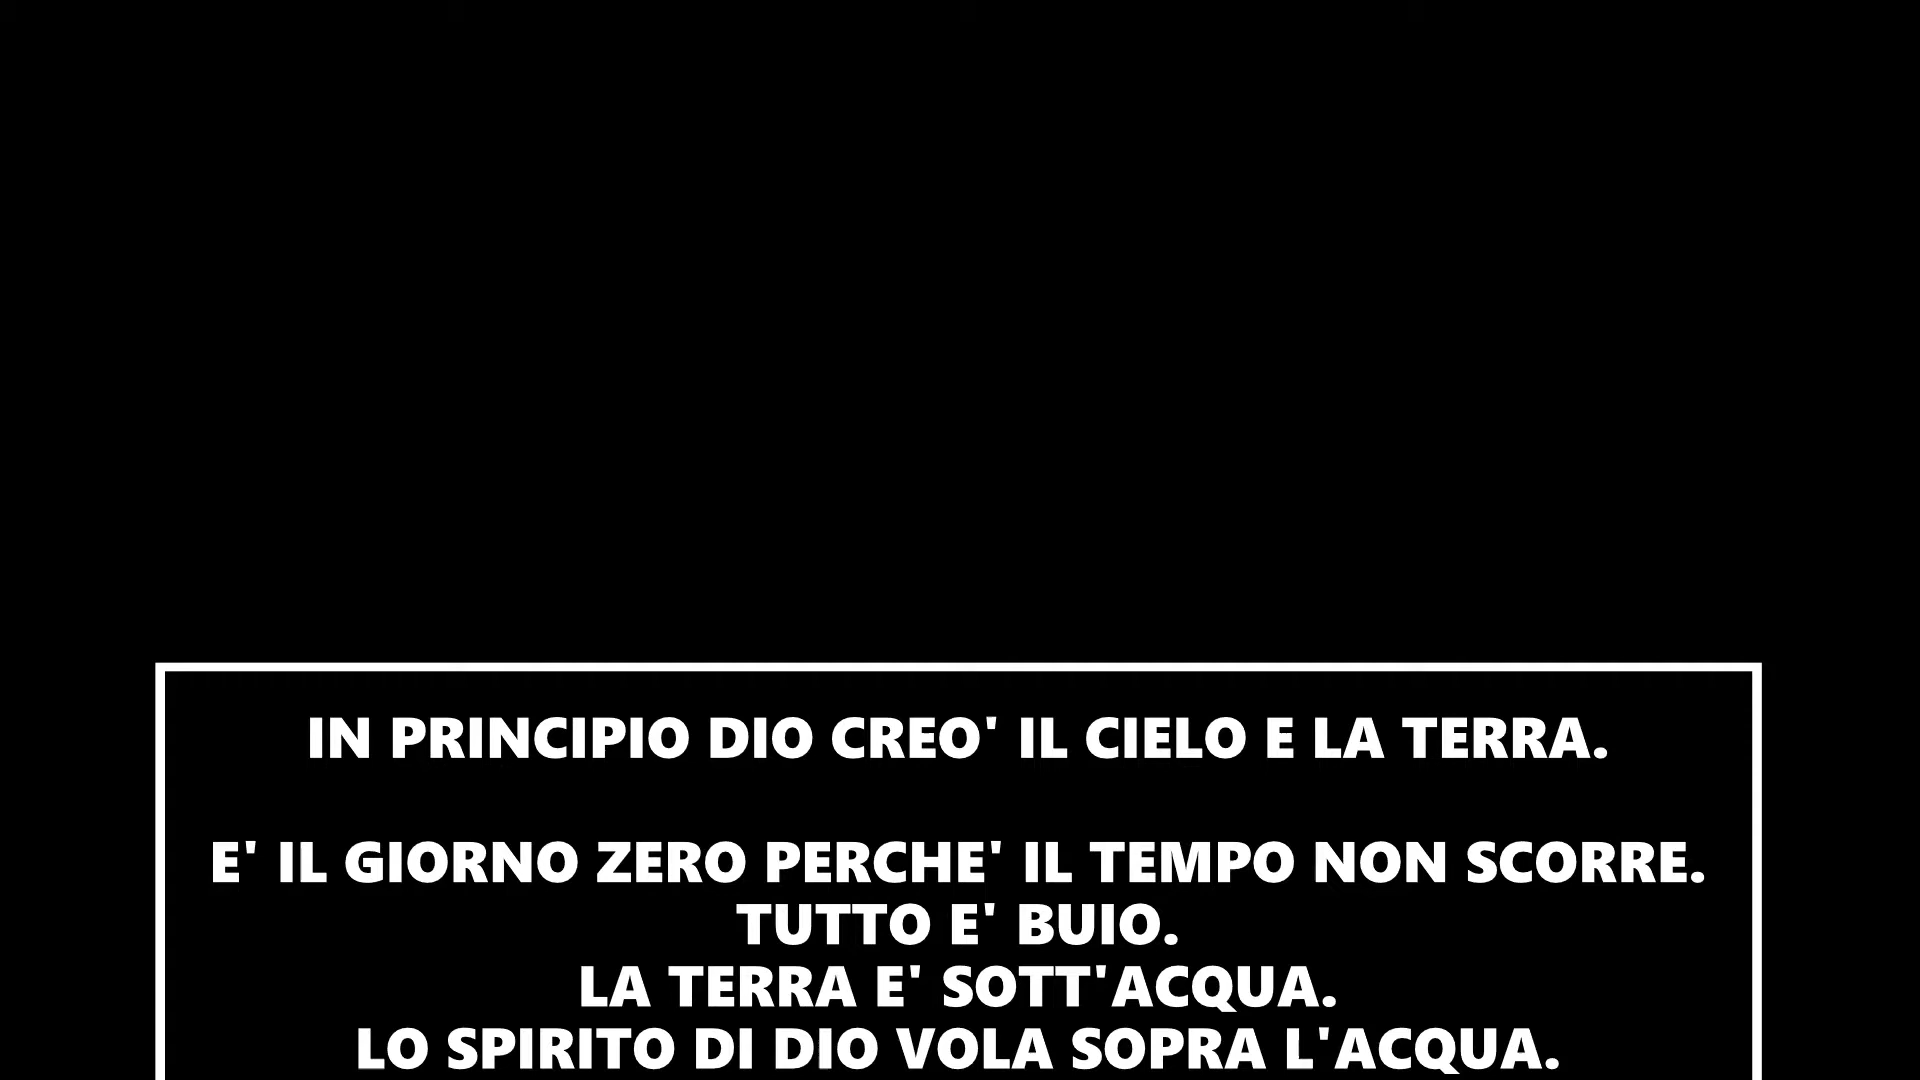 IN PRINCIPIO DIO CREO' IL CIELO E LA TERRA.
E' IL GIORNO ZERO PERCHE' IL TEMPO NON SCORRE.
TUTTO E' BUIO.
LA TERRA E' SOTT'ACQUA.
LO SPIRITO DI DIO VOLA SOPRA L'ACQUA.